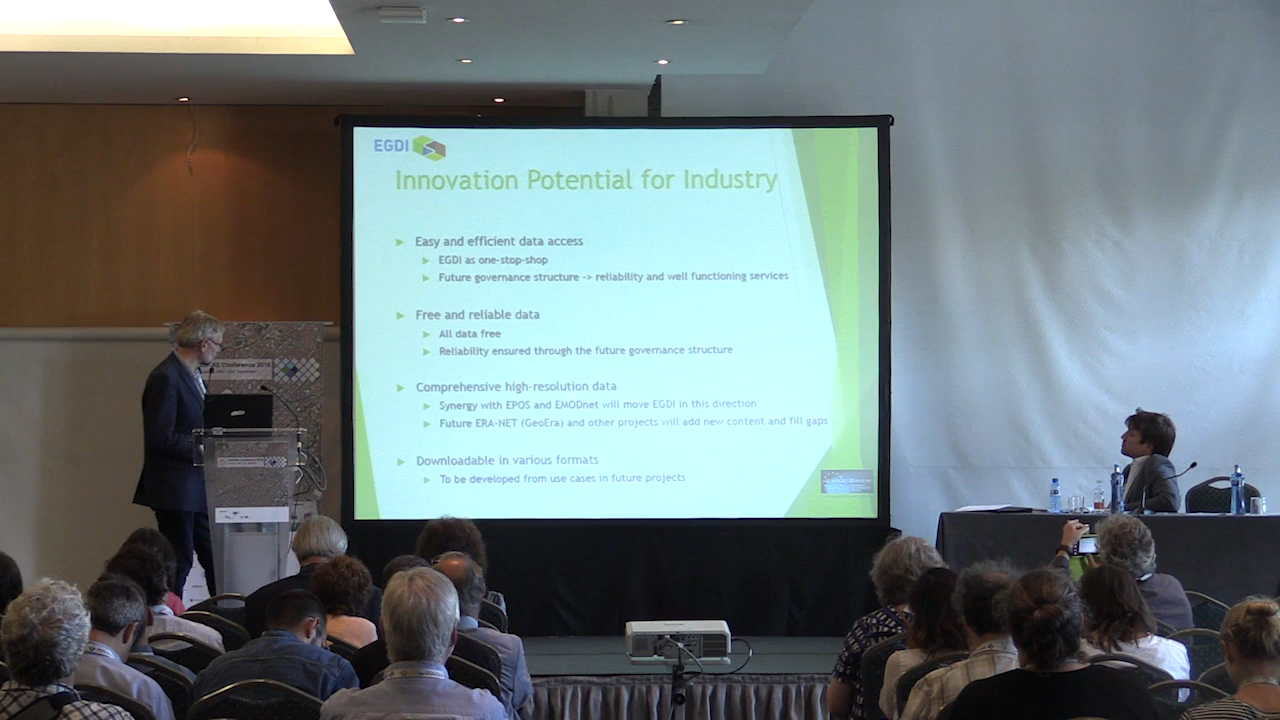 EGDI
Innovation Potential for Industry
Easy and efficient data access
EGDI as one-stop-shop
Future governance structure -> reliability and well functioning services
Free and reliable data
All data free
Reliability ensured through the future governance structure
Comprehensive high-resolution data
Synergy with EPOS and EMODnet will move EGDI in this direction
Future ERA-NET (GeoEra) and other projects will add new content and fill gaps
Downloadable in various formats
To be developed from use cases in future projects
Conference 2016